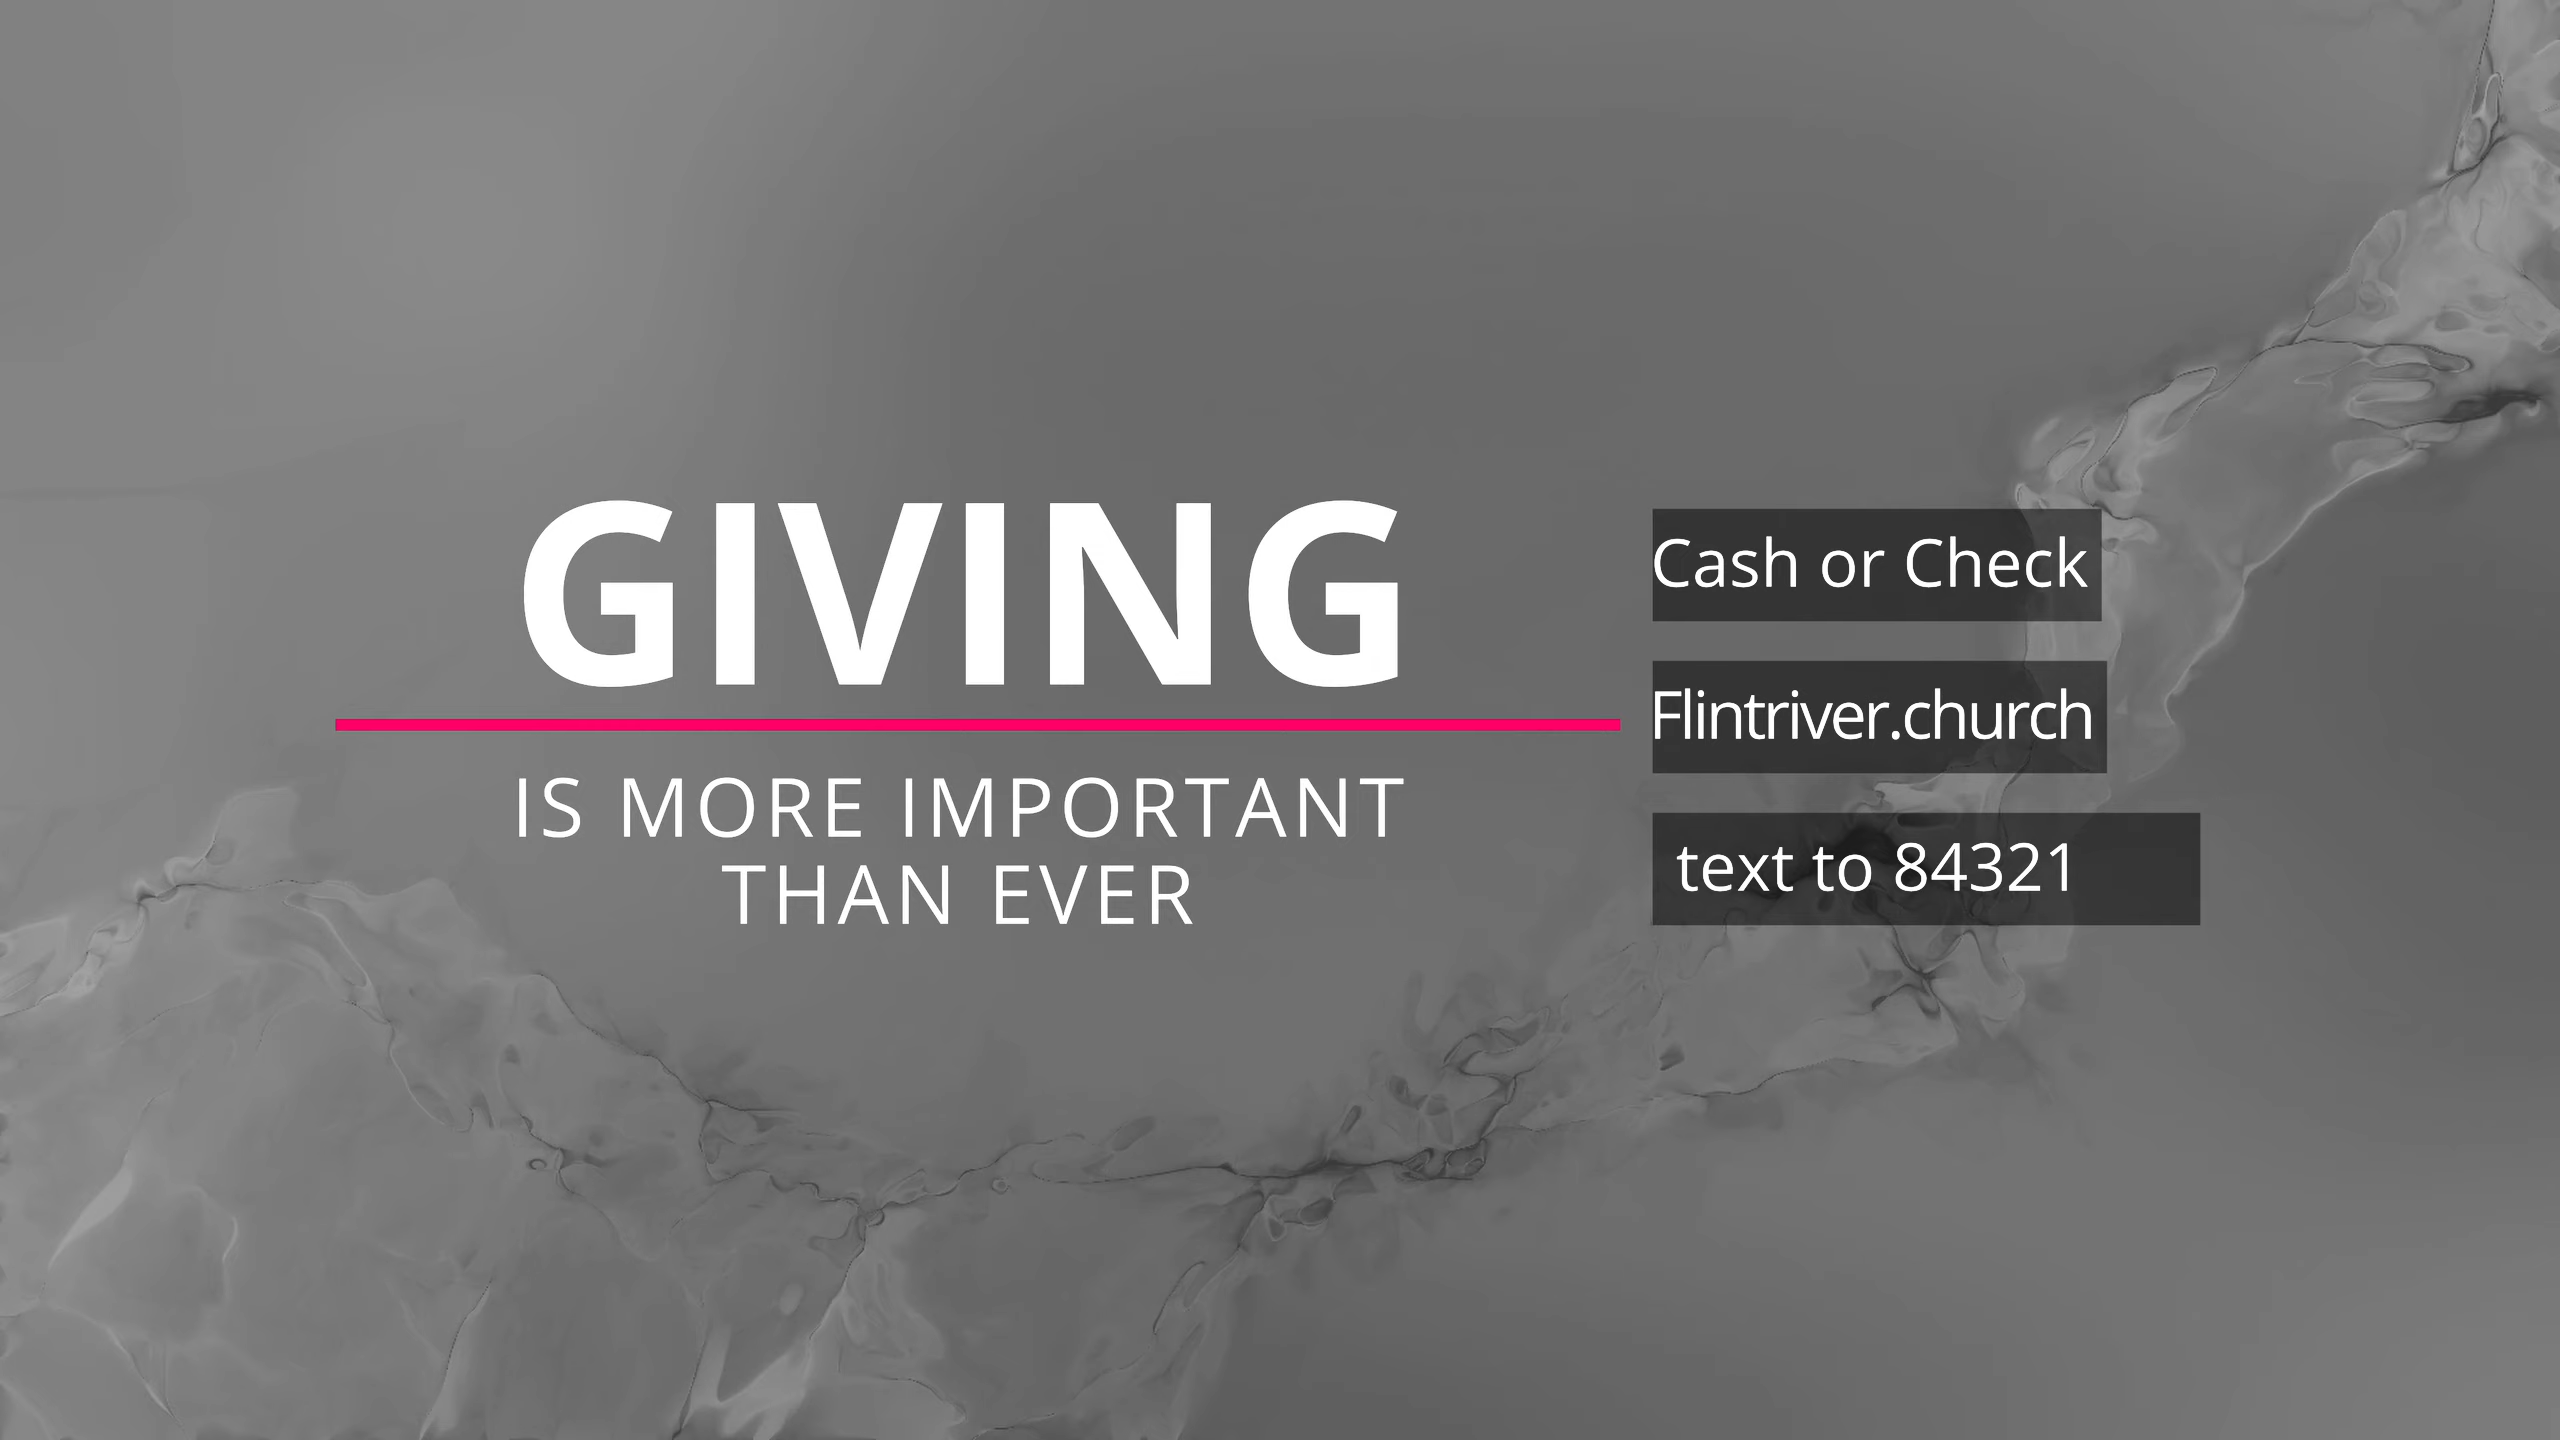 GIVING
IS MORE IMPORTANT
THAN EVER
Cash or Check
Flintriver.church
text to 84321